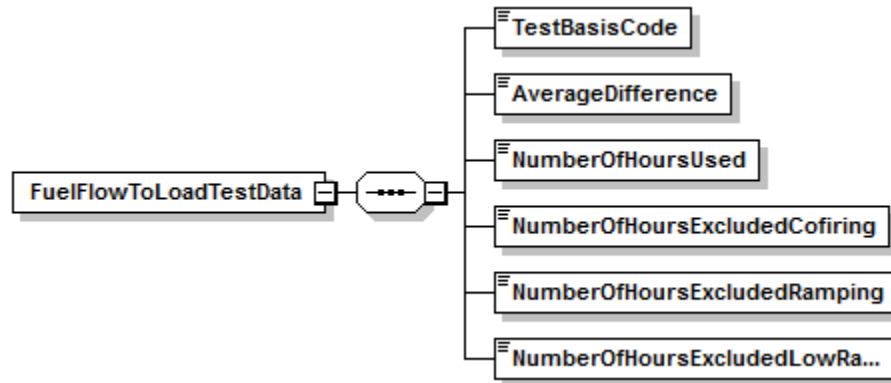 TestBasisCode
AverageDifference
NumberOfHoursUsed
FuelFlowToLoadTestData
NumberOfHoursExcludedCofiring
NumberOfHoursExcludedRamping
NumberOfHoursExcludedLowRa...